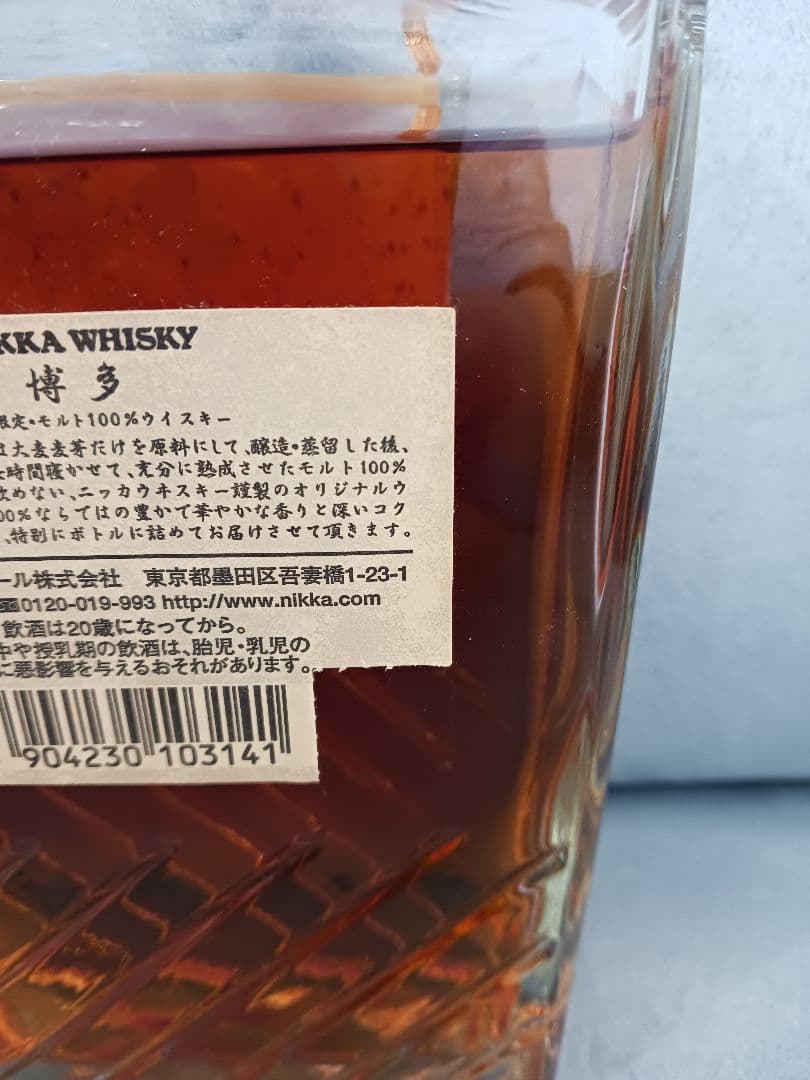 KKA WHISKY
博多
限定・モルト100%ウイスキー
は大麦麦芽だけを原料にして、醸造・蒸留した後、
時間寝かせて、充分に熟成させたモルト100%
飲めない、ニッカウヰスキー謹製のオリジナルウ
00%ならではの豊かで華やかな香りと深いコク
、特別にボトルに詰めてお届けさせて頂きます。
ール株式会社 東京都墨田区吾妻橋1-23-1
0120-019-993 http://www.nikka.com
飲酒は20歳になってから。
中や授乳期の飲酒は、胎児・乳児の
に悪影響を与えるおそれがあります。
904230 103141